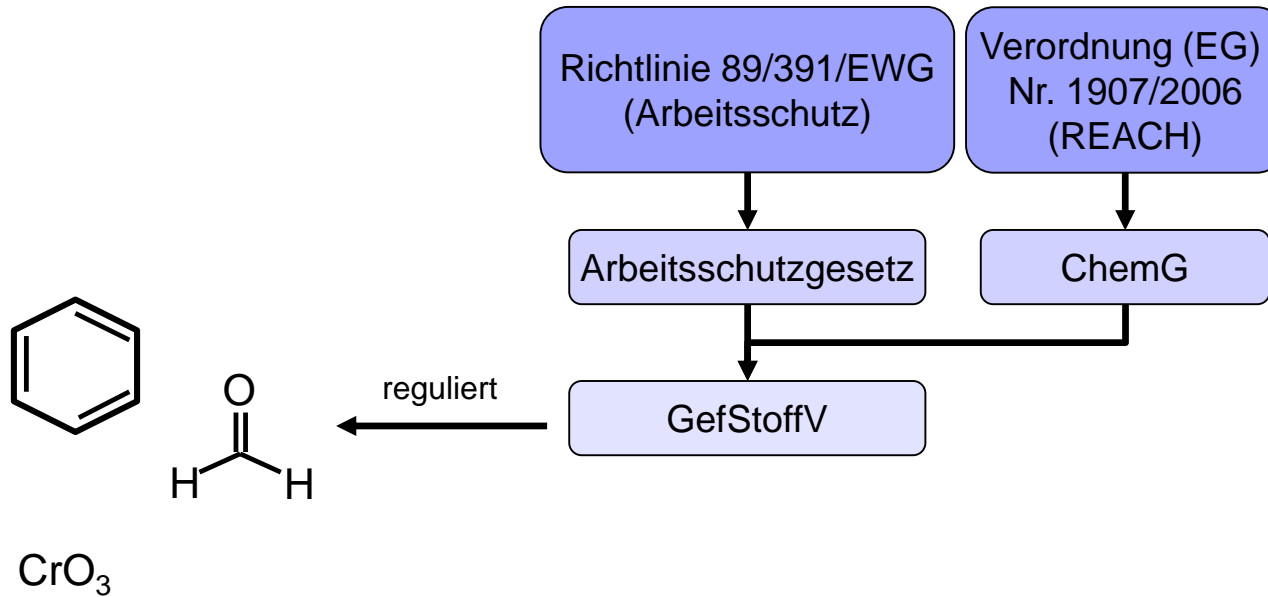 Richtlinie 89/391/EWG
(Arbeitsschutz)
Verordnung (EG)
Nr. 1907/2006
(REACH)
Arbeitsschutzgesetz
ChemG
reguliert
GefStoffV
O
H
H
CrO₃